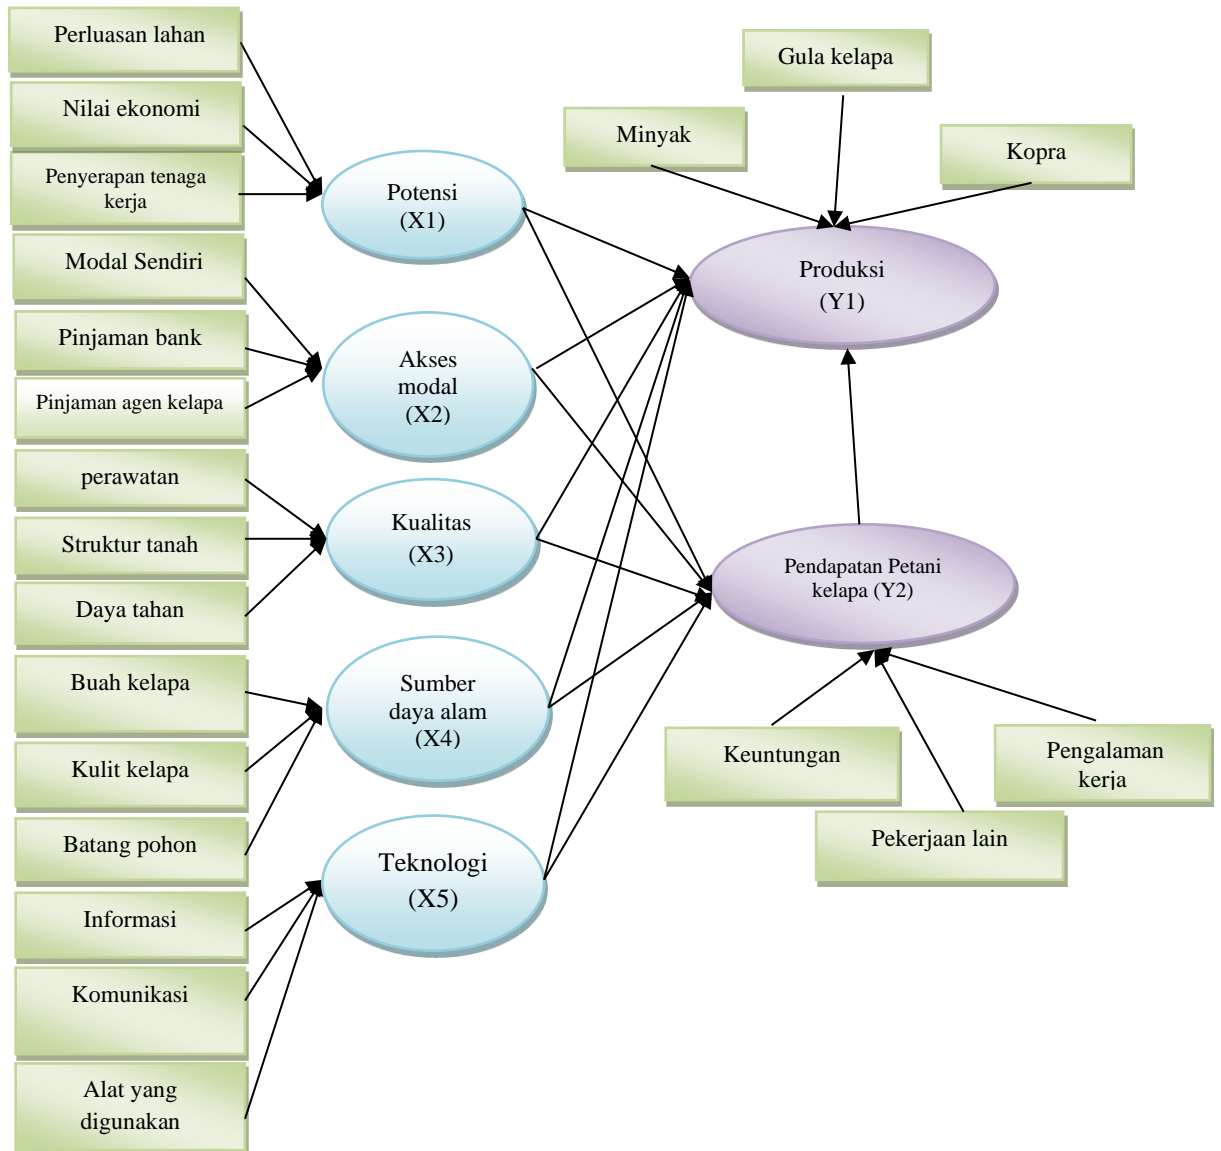 Perluasan lahan
Nilai ekonomi
Penyerapan tenaga
kerja
Modal Sendiri
Pinjaman bank
Pinjaman agen kelapa
perawatan
Struktur tanah
Daya tahan
Buah kelapa
Kulit kelapa
Batang pohon
Informasi
Komunikasi
Alat yang
digunakan
Potensi
(X1)
Akses
modal
(X2)
Kualitas
(X3)
Sumber
daya alam
(X4)
Teknologi
(X5)
Gula kelapa
Minyak
Kopra
Produksi
(Y1)
Pendapatan Petani
kelapa (Y2)
Keuntungan
Pengalaman
kerja
Pekerjaan lain